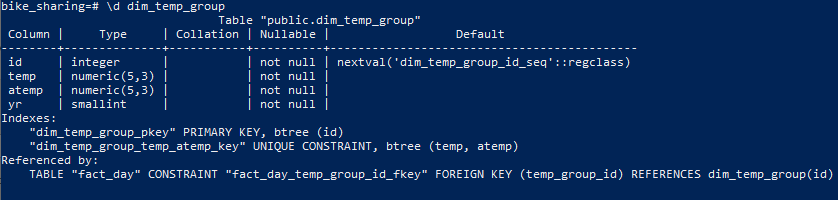 bike_sharing=# \d dim_temp_group
Table "public.dim_temp_group"
Column | Type | Collation | Nullable | Default
--------+--------------+-----------+----------+--------------------------------------------
id | integer | | not null | nextval('dim_temp_group_id_seq'::regclass)
temp | numeric(5,3) | | not null |
atemp | numeric(5,3) | | not null |
yr | smallint | | not null |
Indexes:
"dim_temp_group_pkey" PRIMARY KEY, btree (id)
"dim_temp_group_temp_atemp_key" UNIQUE CONSTRAINT, btree (temp, atemp)
Referenced by:
TABLE "fact_day" CONSTRAINT "fact_day_temp_group_id_fkey" FOREIGN KEY (temp_group_id) REFERENCES dim_temp_group(id)